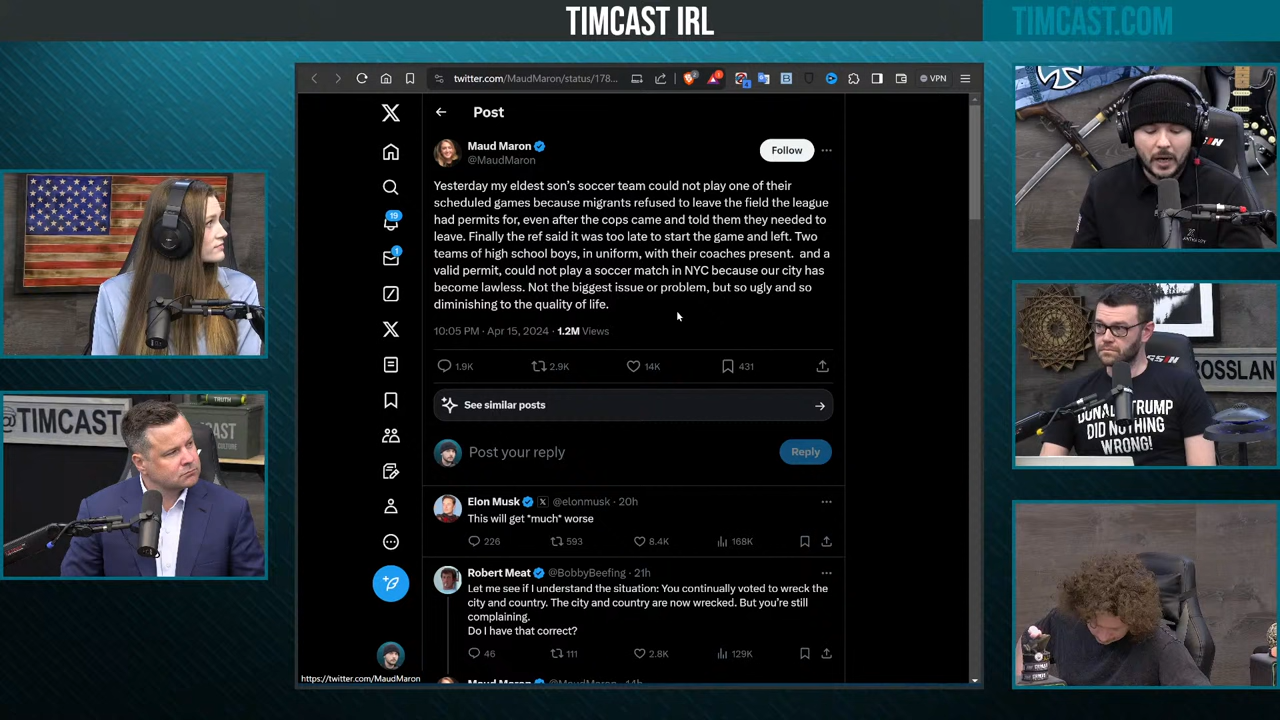 TIMCAST IRL
TIMCAST.COM
twitter.com/MaudMaron/status/178...
VPN
Post
Maud Maron
@MaudMaron
Follow
Yesterday my eldest son's soccer team could not play one of their
scheduled games because migrants refused to leave the field the league
had permits for, even after the cops came and told them they needed to
leave. Finally the ref said it was too late to start the game and left. Two
teams of high school boys, in uniform, with their coaches present. and a
valid permit, could not play a soccer match in NYC because our city has
become lawless. Not the biggest issue or problem, but so ugly and so
diminishing to the quality of life.
10:05 PM · Apr 15, 2024 · 1.2M Views
1.9K 2.9K 14K 431
See similar posts
Post your reply
Reply
Elon Musk X @elonmusk · 20h
This will get *much* worse
226 593 8.4K 168K
Robert Meat @BobbyBeefing · 21h
Let me see if I understand the situation: You continually voted to wreck the
city and country. The city and country are now wrecked. But you're still
complaining.
Do I have that correct?
46 111 2.8K 129K
https://twitter.com/MaudMaron
19
1
@TIMCAST
TRUTH
CROSSLAN
DONALD TRUMP
DID NOTHING
WRONG!